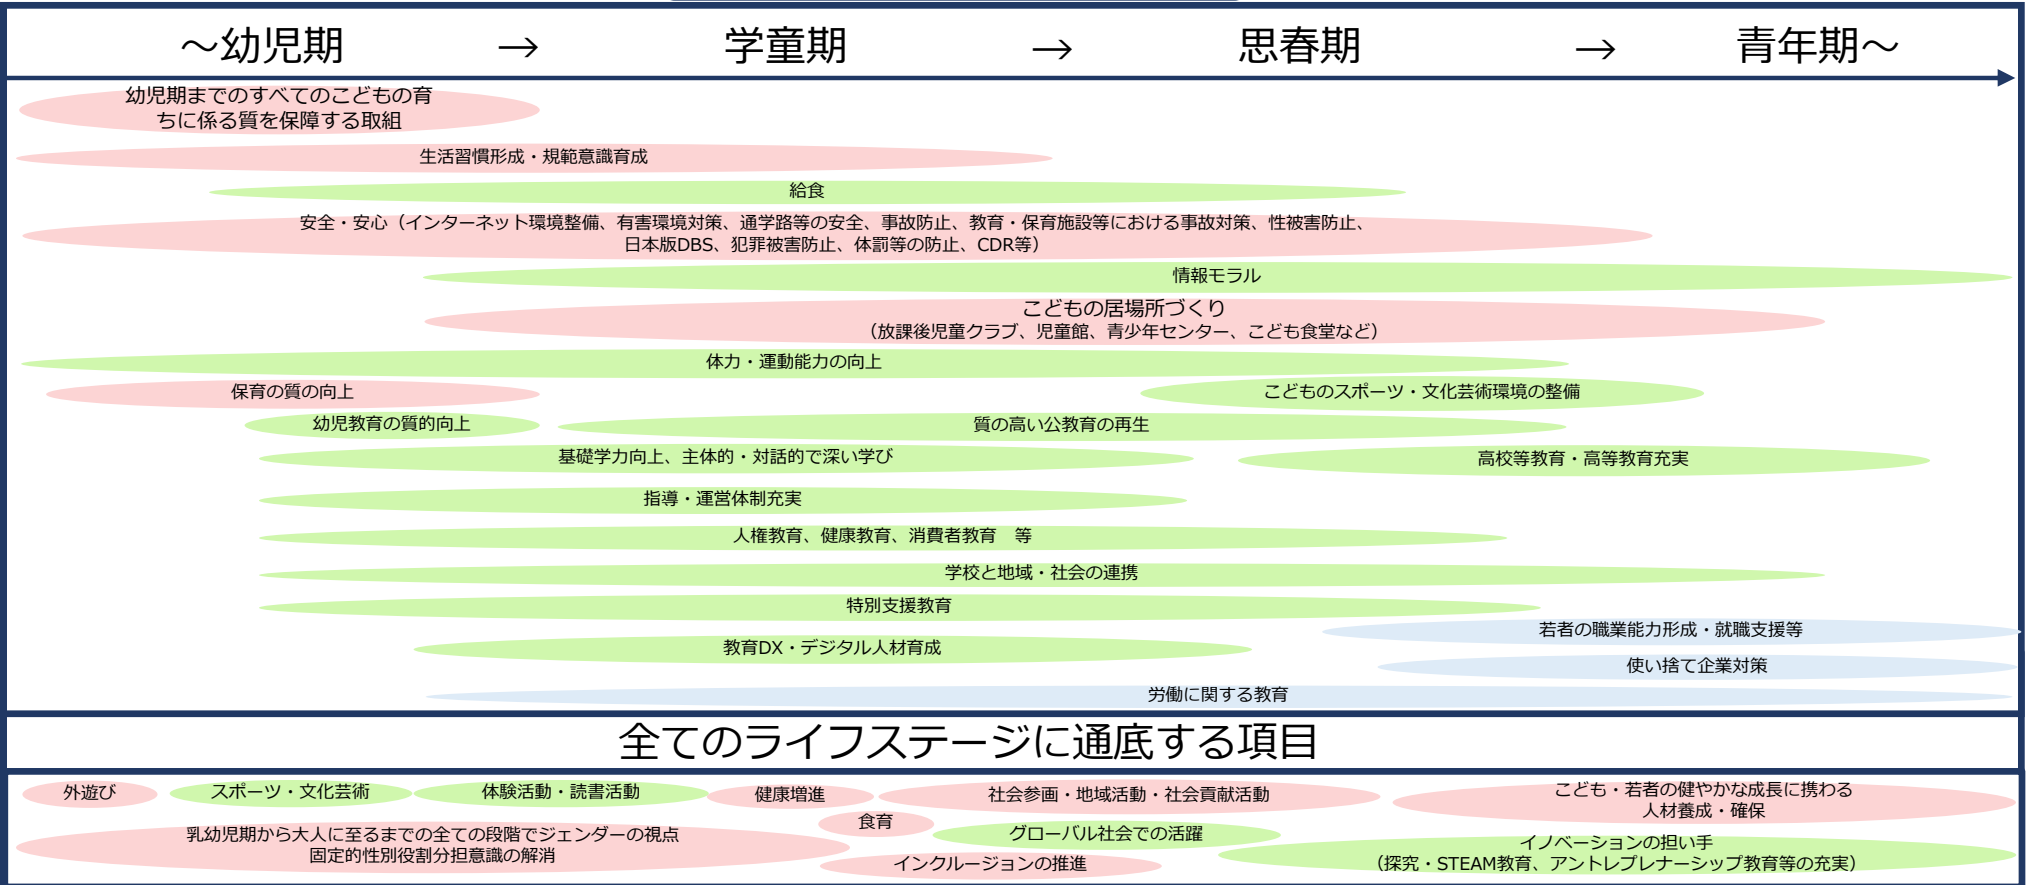 ～幼児期 → 学童期 → 思春期 → 青年期～
幼児期までのすべてのこどもの育
ちに係る質を保障する取組
生活習慣形成・規範意識育成
給食
安全・安心（インターネット環境整備、有害環境対策、通学路等の安全、事故防止、教育・保育施設等における事故対策、性被害防止、
日本版DBS、犯罪被害防止、体罰等の防止、CDR等）
情報モラル
こどもの居場所づくり
（放課後児童クラブ、児童館、青少年センター、こども食堂など）
体力・運動能力の向上
保育の質の向上
こどものスポーツ・文化芸術環境の整備
幼児教育の質的向上
質の高い公教育の再生
基礎学力向上、主体的・対話的で深い学び
高校等教育・高等教育充実
指導・運営体制充実
人権教育、健康教育、消費者教育　等
学校と地域・社会の連携
特別支援教育
若者の職業能力形成・就職支援等
教育DX・デジタル人材育成
使い捨て企業対策
労働に関する教育
全てのライフステージに通底する項目
外遊び
スポーツ・文化芸術
体験活動・読書活動
健康増進
社会参画・地域活動・社会貢献活動
こども・若者の健やかな成長に携わる
人材養成・確保
乳幼児期から大人に至るまでの全ての段階でジェンダーの視点
固定的性別役割分担意識の解消
食育
グローバル社会での活躍
インクルージョンの推進
イノベーションの担い手
（探究・STEAM教育、アントレプレナーシップ教育等の充実）